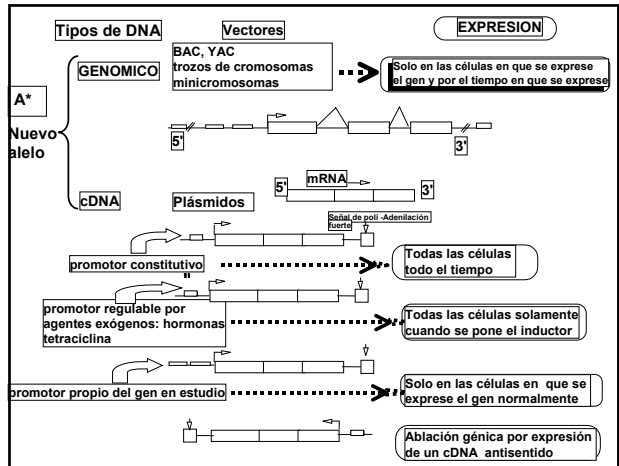 Tipos de DNA
Vectores
EXPRESION
GENOMICO
BAC, YAC
trozos de cromosomas
minicromosomas
Solo en las células en que se exprese
el gen y por el tiempo en que se exprese
A*
Nuevo
alelo
5'
3'
cDNA
Plásmidos
5'
mRNA
3'
Señal de poli -Adenilación
fuerte
promotor constitutivo
Todas las células
todo el tiempo
promotor regulable por
agentes exógenos: hormonas
tetraciclina
Todas las células solamente
cuando se pone el inductor
promotor propio del gen en estudio
Solo en las células en que se
exprese el gen normalmente
Ablación génica por expresión
de un cDNA antisentido